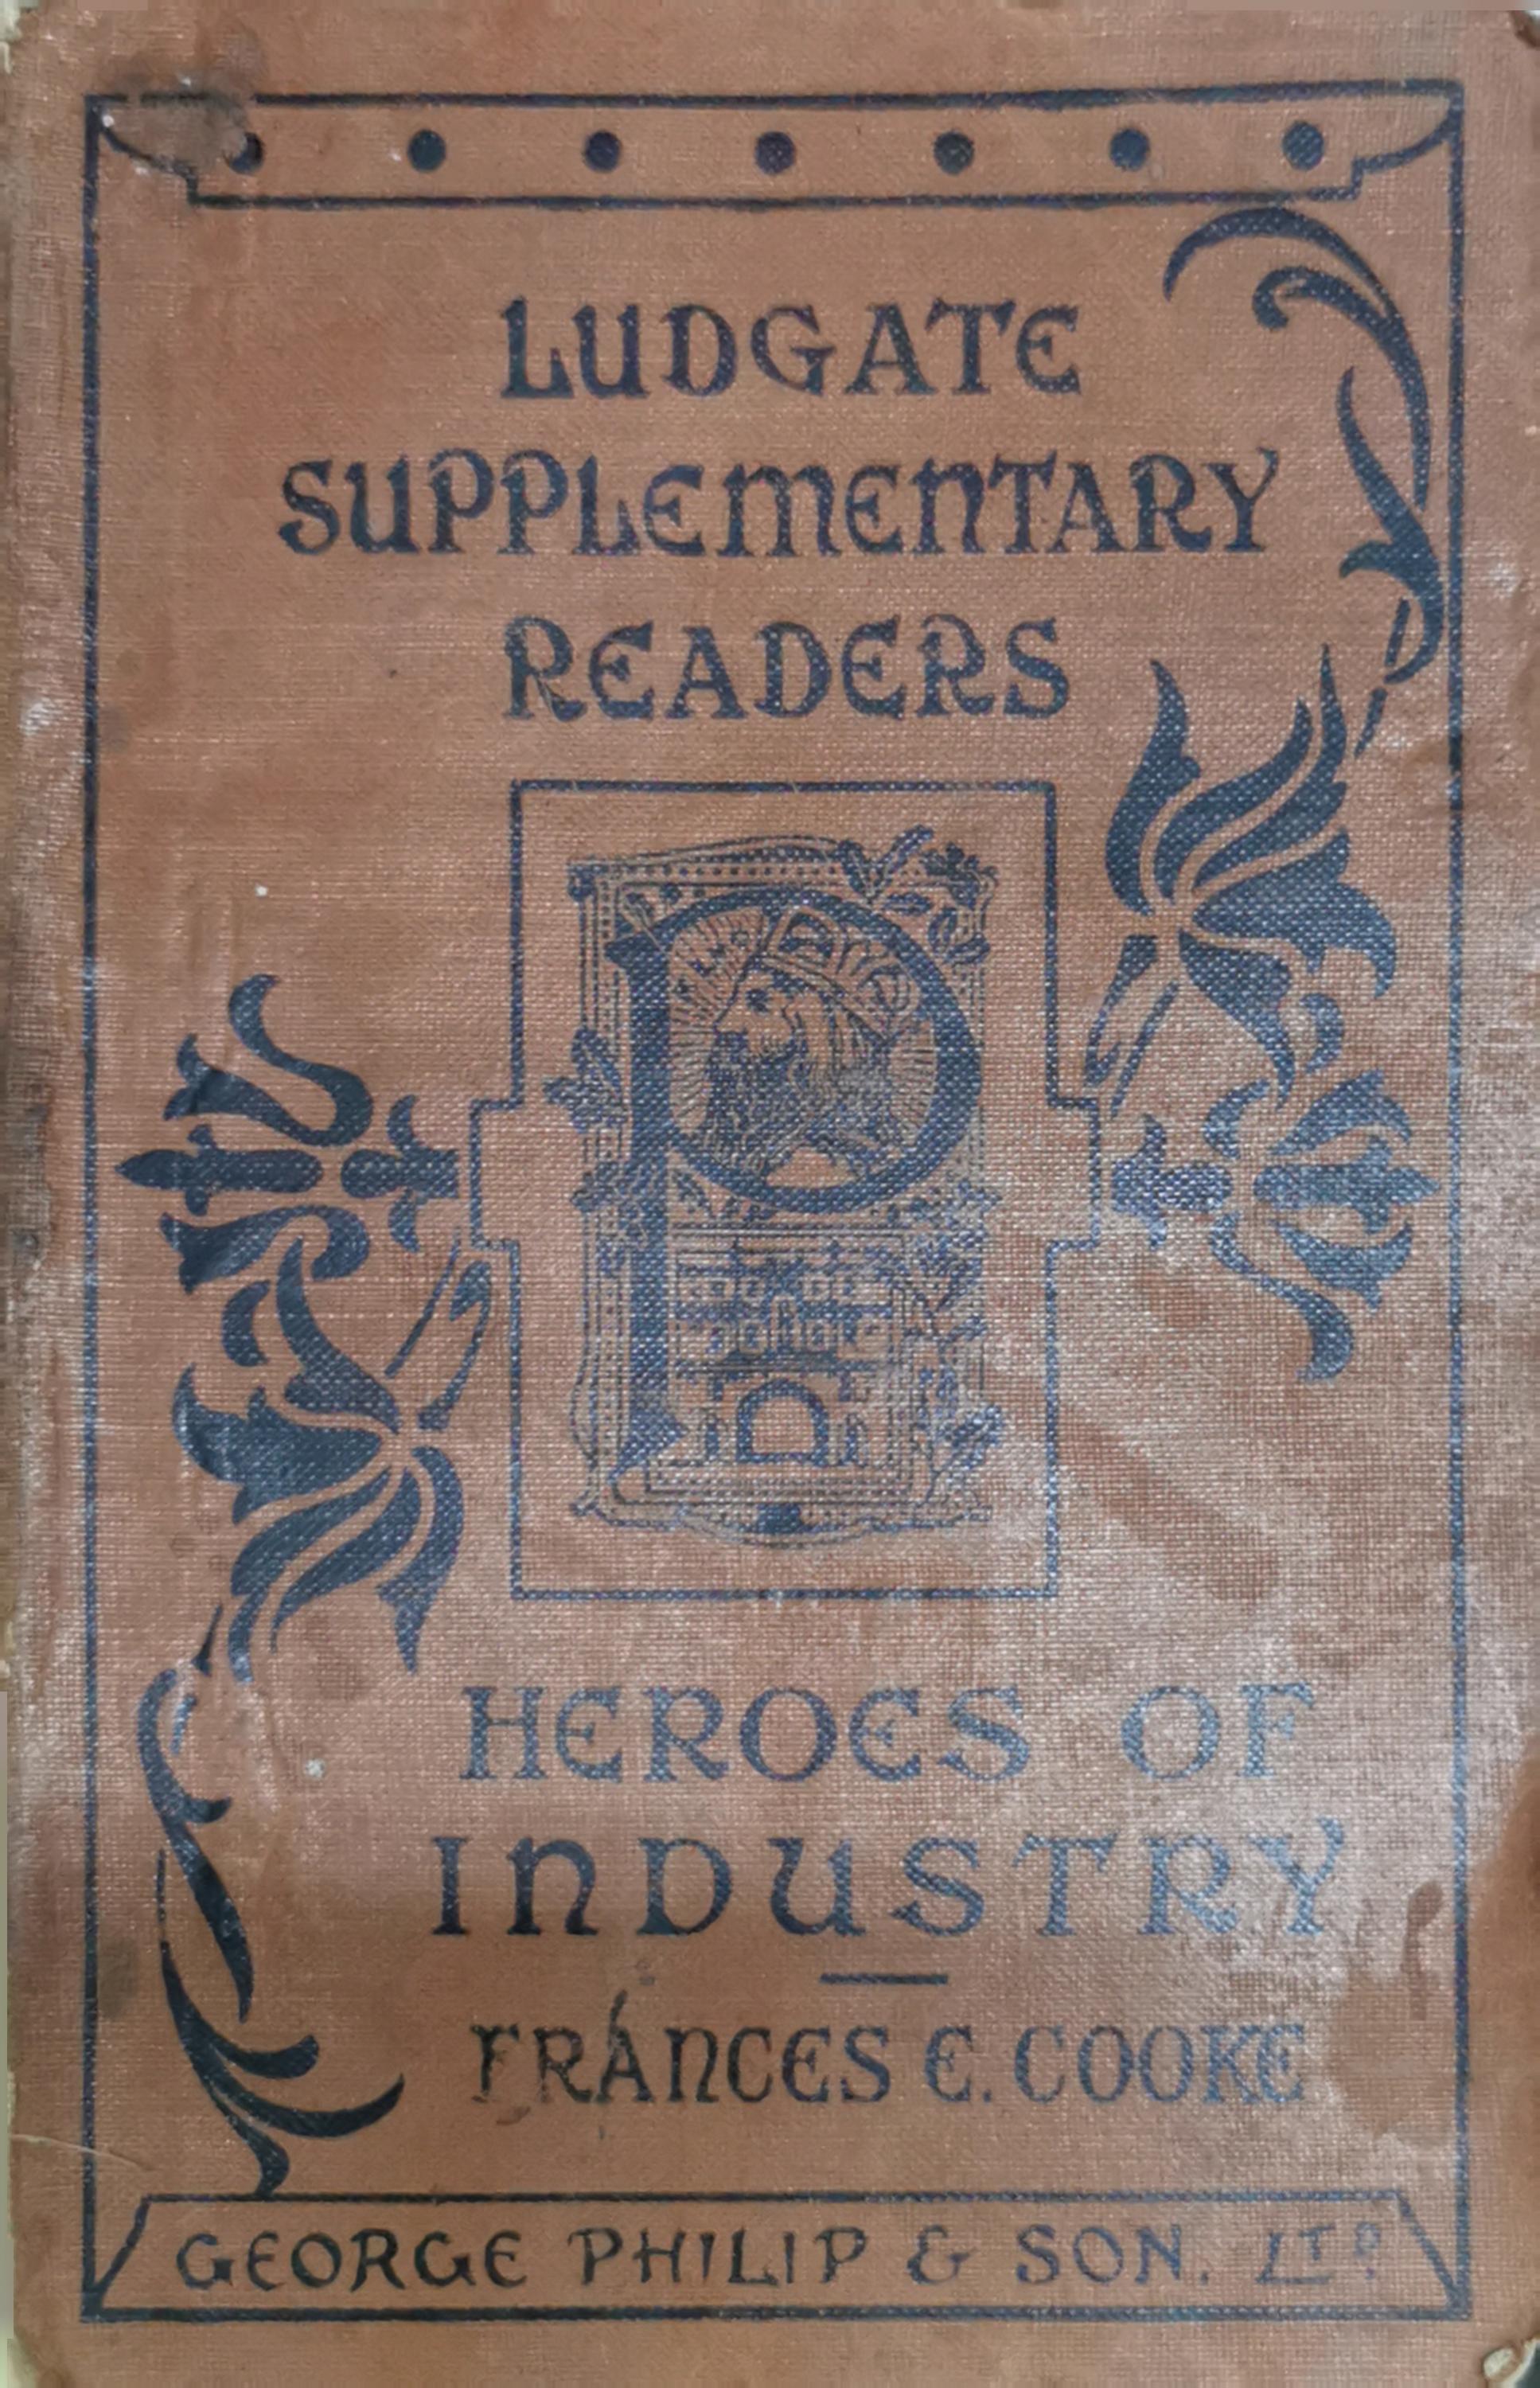 LUDGATE
SUPPLEMENTARY
READERS
HEROES OF
INDUSTRY
FRANCES E. COOKE
GEORGE PHILIP & SON. LTD.